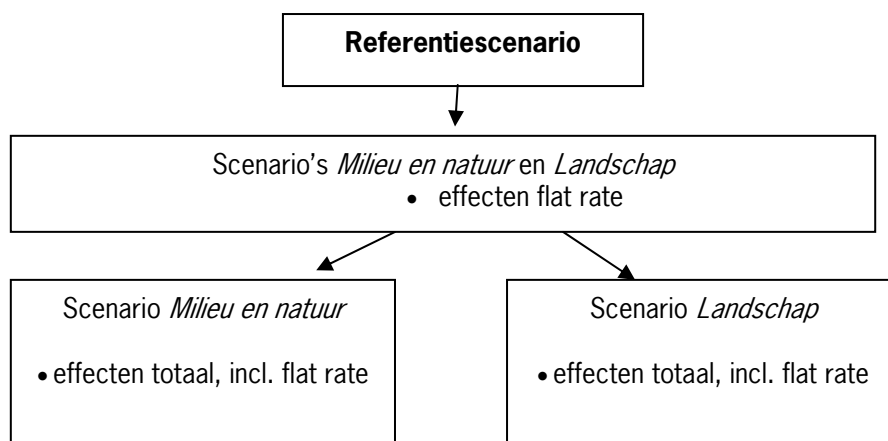 Referentiescenario
Scenario's Milieu en natuur en Landschap
• effecten flat rate
Scenario Milieu en natuur
• effecten totaal, incl. flat rate
Scenario Landschap
• effecten totaal, incl. flat rate